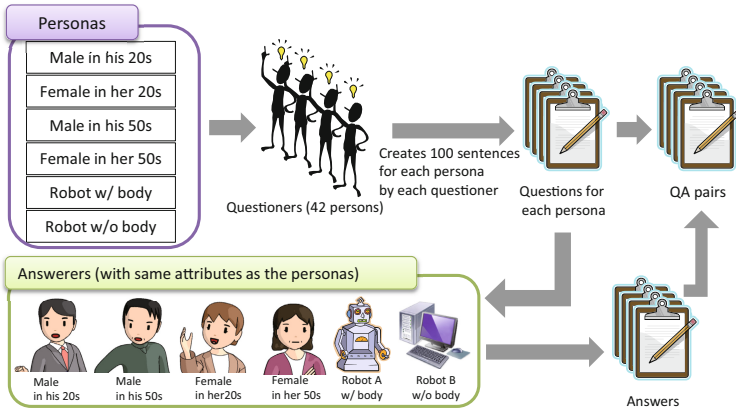 Personas
Male in his 20s
Female in her 20s
Male in his 50s
Female in her 50s
Robot w/ body
Robot w/o body
Questioners (42 persons)
Creates 100 sentences
for each persona
by each questioner
Questions for
each persona
QA pairs
Answerers (with same attributes as the personas)
Male
in his 20s
Male
in his 50s
Female
in her20s
Female
in her 50s
Robot A
w/ body
Robot B
w/o body
Answers